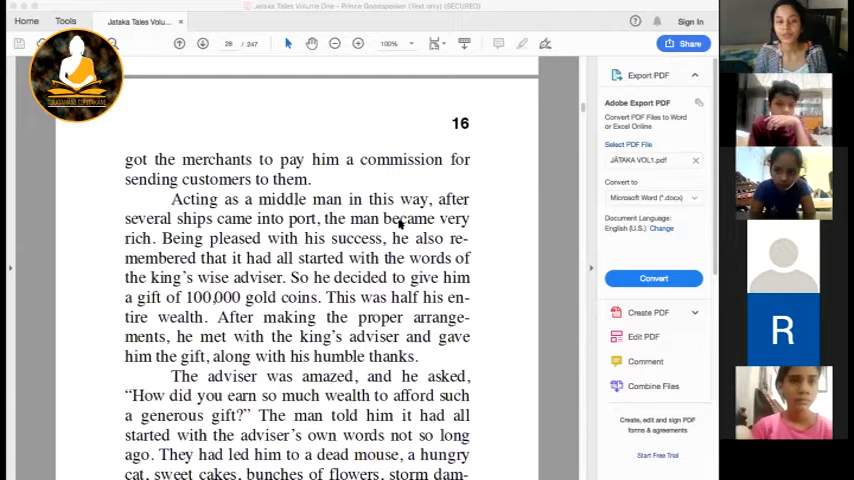 Jataka Tales Volume One - Prince Goodspeaker (Text only) (SECURED)
Home
Tools
Jataka Tales Volu...
Sign In
28 / 247
100%
Share
16
got the merchants to pay him a commission for
sending customers to them.
Acting as a middle man in this way, after
several ships came into port, the man became very
rich. Being pleased with his success, he also re-
membered that it had all started with the words of
the king's wise adviser. So he decided to give him
a gift of 100,000 gold coins. This was half his en-
tire wealth. After making the proper arrange-
ments, he met with the king's adviser and gave
him the gift, along with his humble thanks.
The adviser was amazed, and he asked,
"How did you earn so much wealth to afford such
a generous gift?" The man told him it had all
started with the adviser's own words not so long
ago. They had led him to a dead mouse, a hungry
cat, sweet cakes, bunches of flowers, storm dam-
Export PDF
Adobe Export PDF
Convert PDF Files to Word
or Excel Online
Select PDF File
JĀTAKA VOL1.pdf
Convert to
Microsoft Word (*.docx)
Document Language:
English (U.S.) Change
Convert
Create PDF
Edit PDF
Comment
Combine Files
Create, edit and sign PDF
forms & agreements
Start Free Trial
R